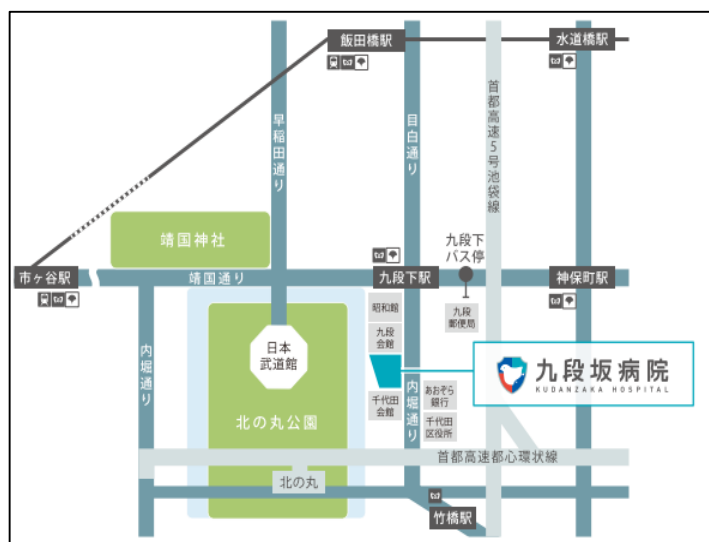 飯田橋駅
水道橋駅
早稲田通り
目白通り
首都高速5号池袋線
靖国神社
九段下
バス停
市ヶ谷駅
靖国通り
九段下駅
神保町駅
昭和館
九段
郵便局
九段
会館
日本
武道館
内堀通り
九段坂病院
KUDANZAKA HOSPITAL
千代田
会館
内堀通り
あおぞら
銀行
北の丸公園
千代田
区役所
首都高速都心環状線
北の丸
竹橋駅